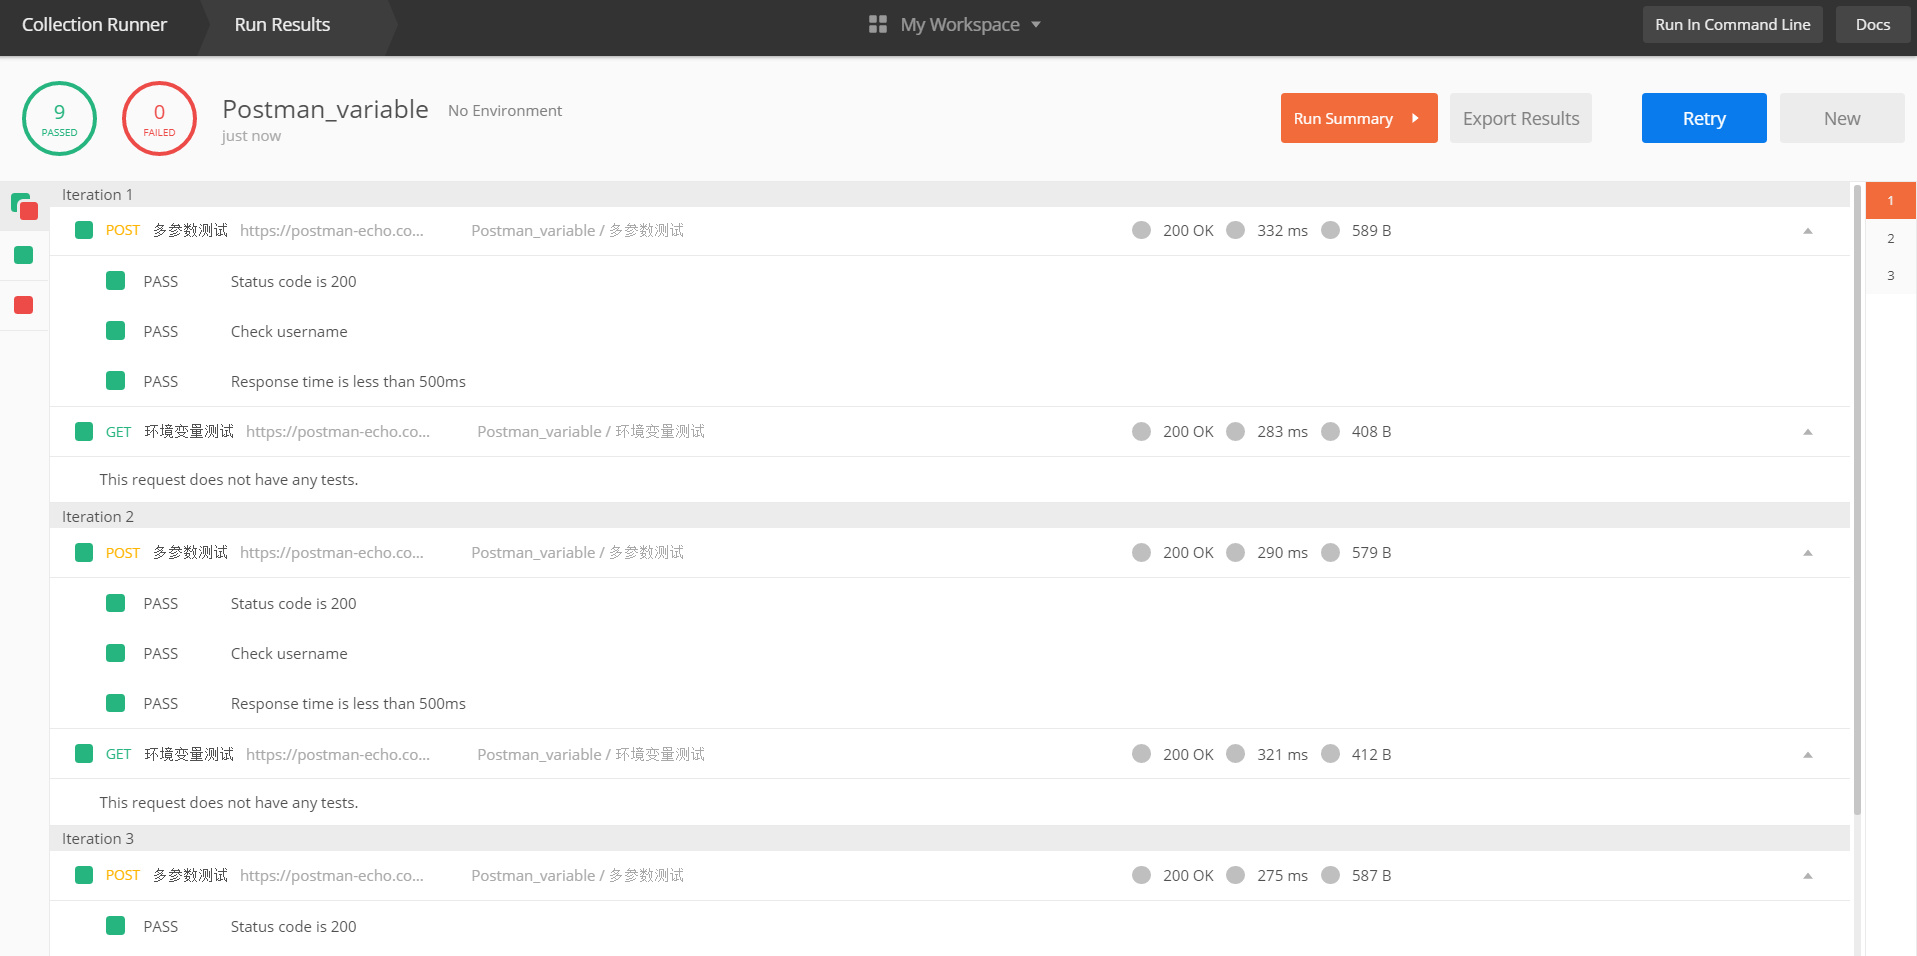 Collection Runner Run Results My Workspace Run In Command Line Docs
9 PASSED 0 FAILED Postman_variable No Environment Run Summary Export Results Retry New
just now
Iteration 1
POST 多参数测试 https://postman-echo.co... Postman_variable / 多参数测试 200 OK 332 ms 589 B
PASS Status code is 200
PASS Check username
PASS Response time is less than 500ms
GET 环境变量测试 https://postman-echo.co... Postman_variable / 环境变量测试 200 OK 283 ms 408 B
This request does not have any tests.
Iteration 2
POST 多参数测试 https://postman-echo.co... Postman_variable / 多参数测试 200 OK 290 ms 579 B
PASS Status code is 200
PASS Check username
PASS Response time is less than 500ms
GET 环境变量测试 https://postman-echo.co... Postman_variable / 环境变量测试 200 OK 321 ms 412 B
This request does not have any tests.
Iteration 3
POST 多参数测试 https://postman-echo.co... Postman_variable / 多参数测试 200 OK 275 ms 587 B
PASS Status code is 200
1
2
3